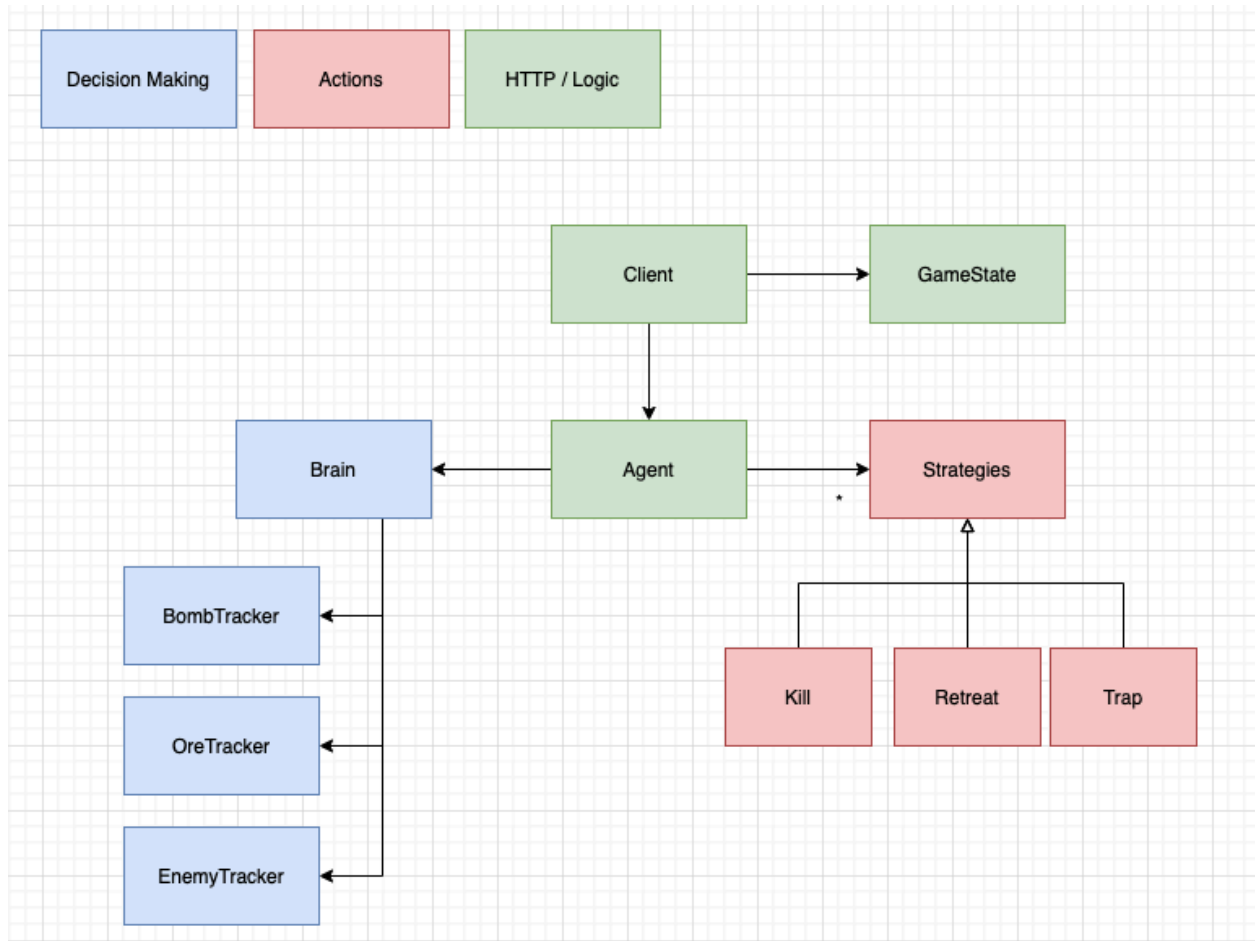 Decision Making
Actions
HTTP / Logic
Client
GameState
Brain
Agent
Strategies
*
BombTracker
Kill
Retreat
Trap
OreTracker
EnemyTracker